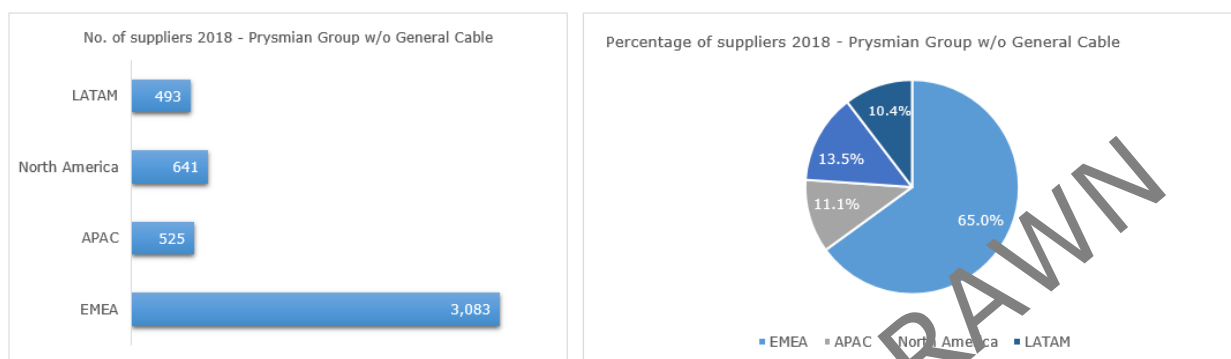 No. of suppliers 2018 - Prysmian Group w/o General Cable
LATAM
493
North America
641
APAC
525
EMEA
3,083
Percentage of suppliers 2018 - Prysmian Group w/o General Cable
10.4%
13.5%
11.1%
65.0%
EMEA APAC North America LATAM
RAWN